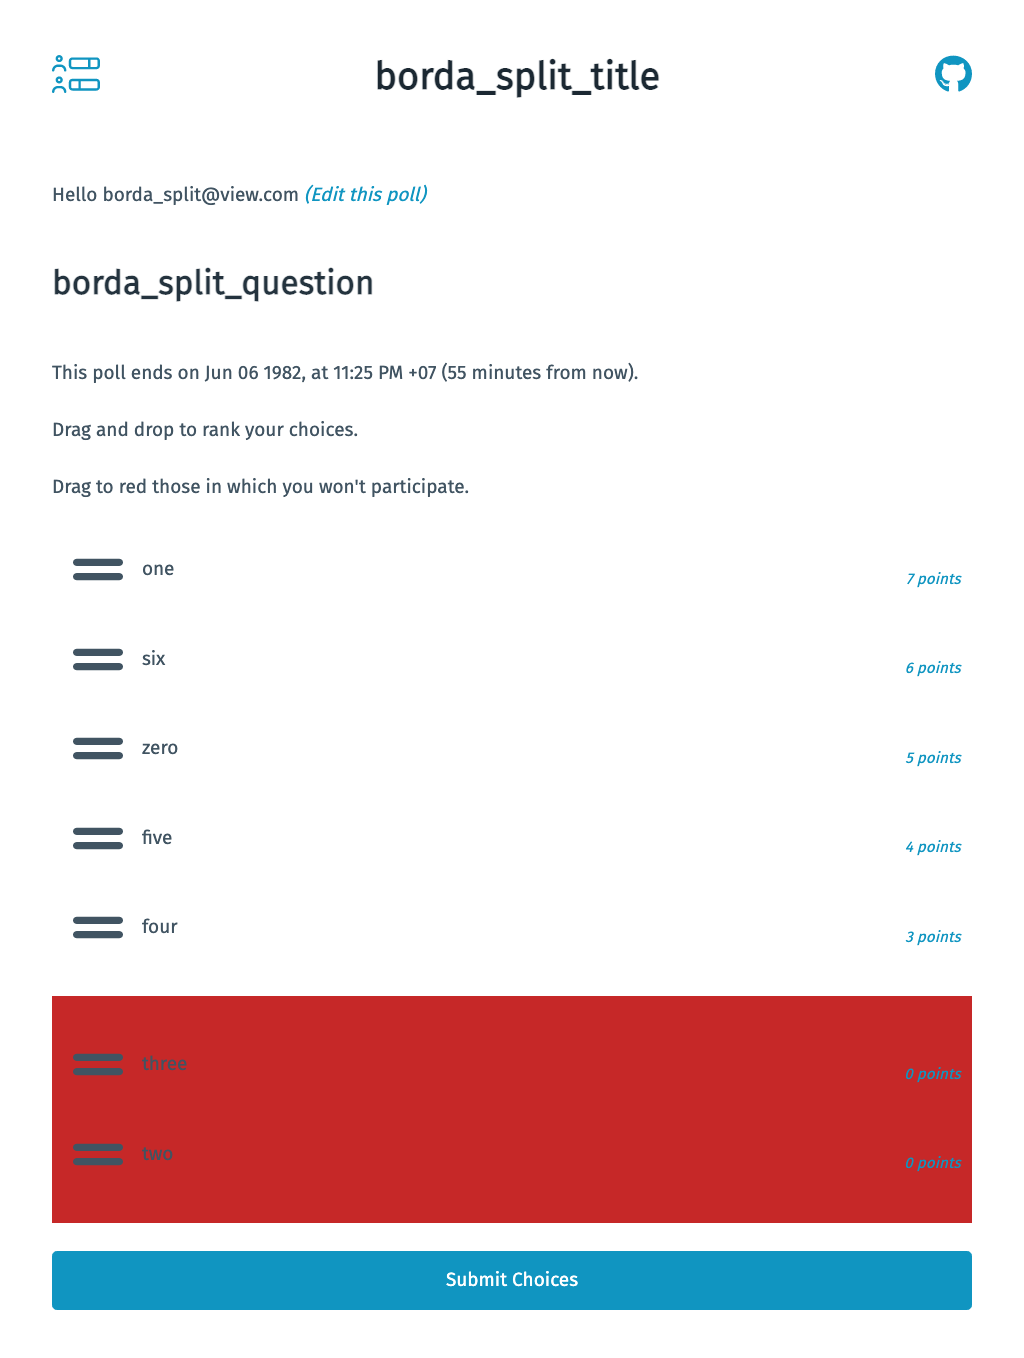 borda_split_title
Hello borda_split@view.com (Edit this poll)
borda_split_question
This poll ends on Jun 06 1982, at 11:25 PM +07 (55 minutes from now).
Drag and drop to rank your choices.
Drag to red those in which you won't participate.
one
7 points
six
6 points
zero
5 points
five
4 points
four
3 points
three
0 points
two
0 points
Submit Choices